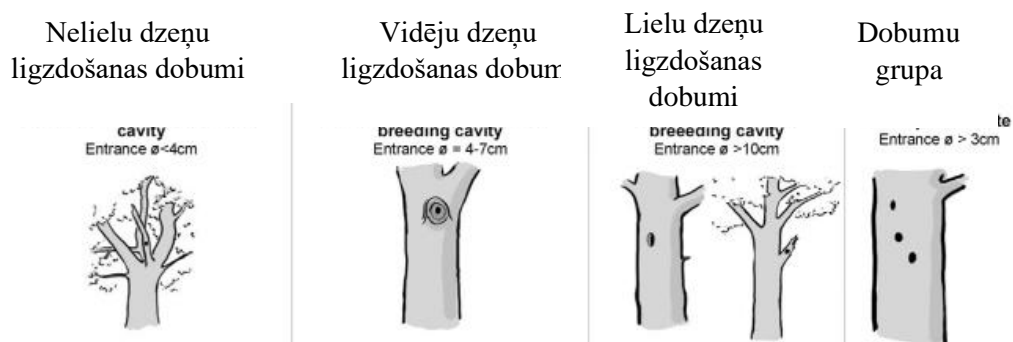 Nelielu dzeņu
ligzdošanas dobumi
cavity
Entrance ø<4cm
Vidēju dzeņu
ligzdošanas dobum
breeding cavity
Entrance ø = 4-7cm
Lielu dzeņu
ligzdošanas
dobumi
breeeding cavity
Entrance ø >10cm
Dobumu
grupa
te
Entrance ø > 3cm